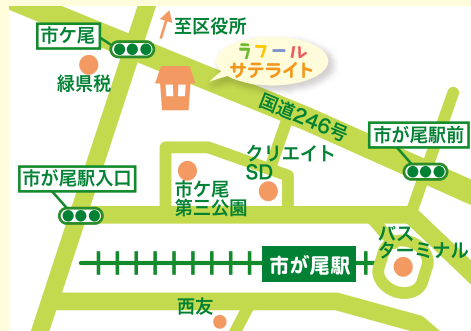 至区役所
市ケ尾
ラフール
サテライト
緑県税
国道246号
市が尾駅前
クリエイト
SD
市が尾駅入口
市ケ尾
第三公園
バス
ターミナル
市が尾駅
西友